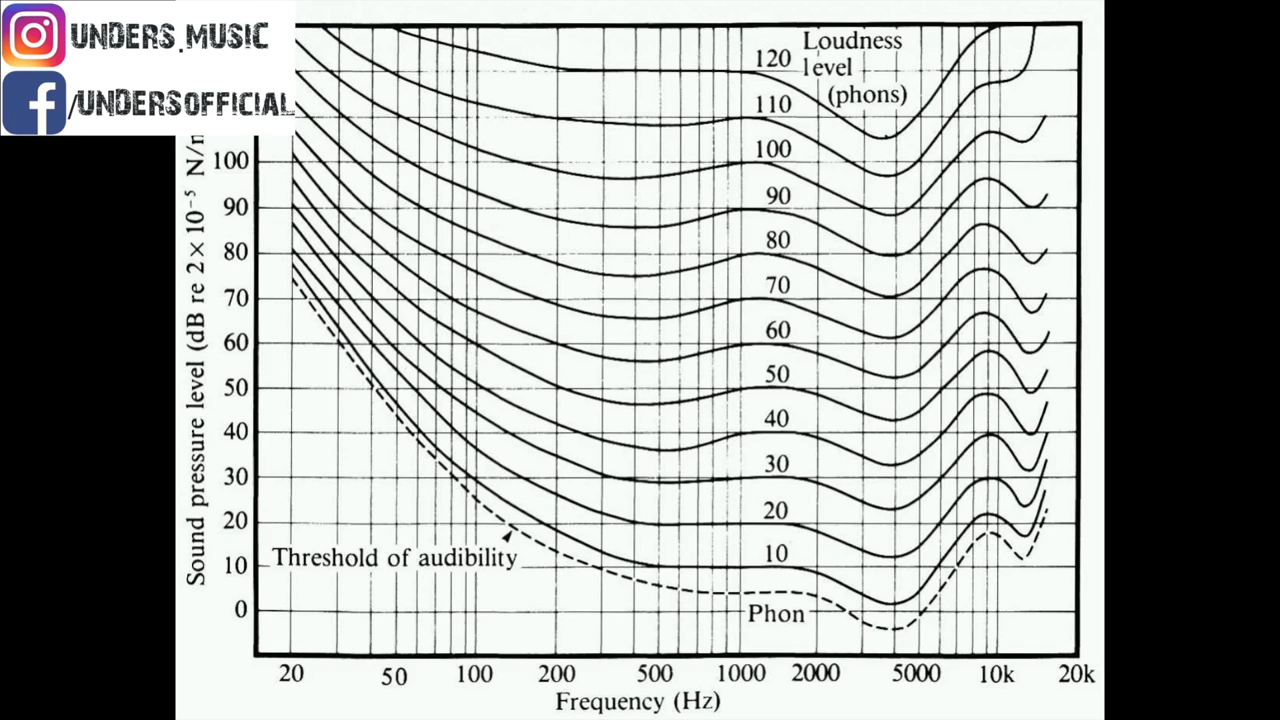 UNDERS.MUSIC
/UNDERSOFFICIAL
Loudness
level
(phons)
120
110
100
90
80
70
60
50
40
30
20
10
Phon
Threshold of audibility
Sound pressure level (dB re 2×10⁻⁵ N/
100
90
80
70
60
50
40
30
20
10
0
20 50 100 200 500 1000 2000 5000 10k 20k
Frequency (Hz)